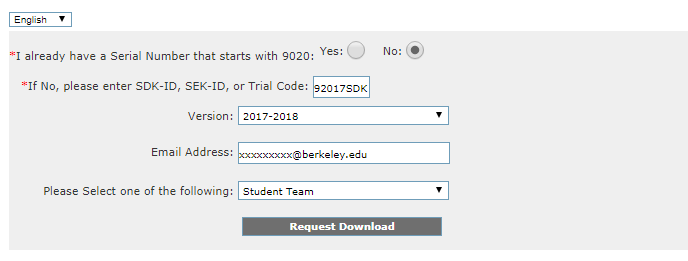 English
*I already have a Serial Number that starts with 9020: Yes: No:
*If No, please enter SDK-ID, SEK-ID, or Trial Code: 92017SDK
Version: 2017-2018
Email Address: xxxxxxxxx@berkeley.edu
Please Select one of the following: Student Team
Request Download